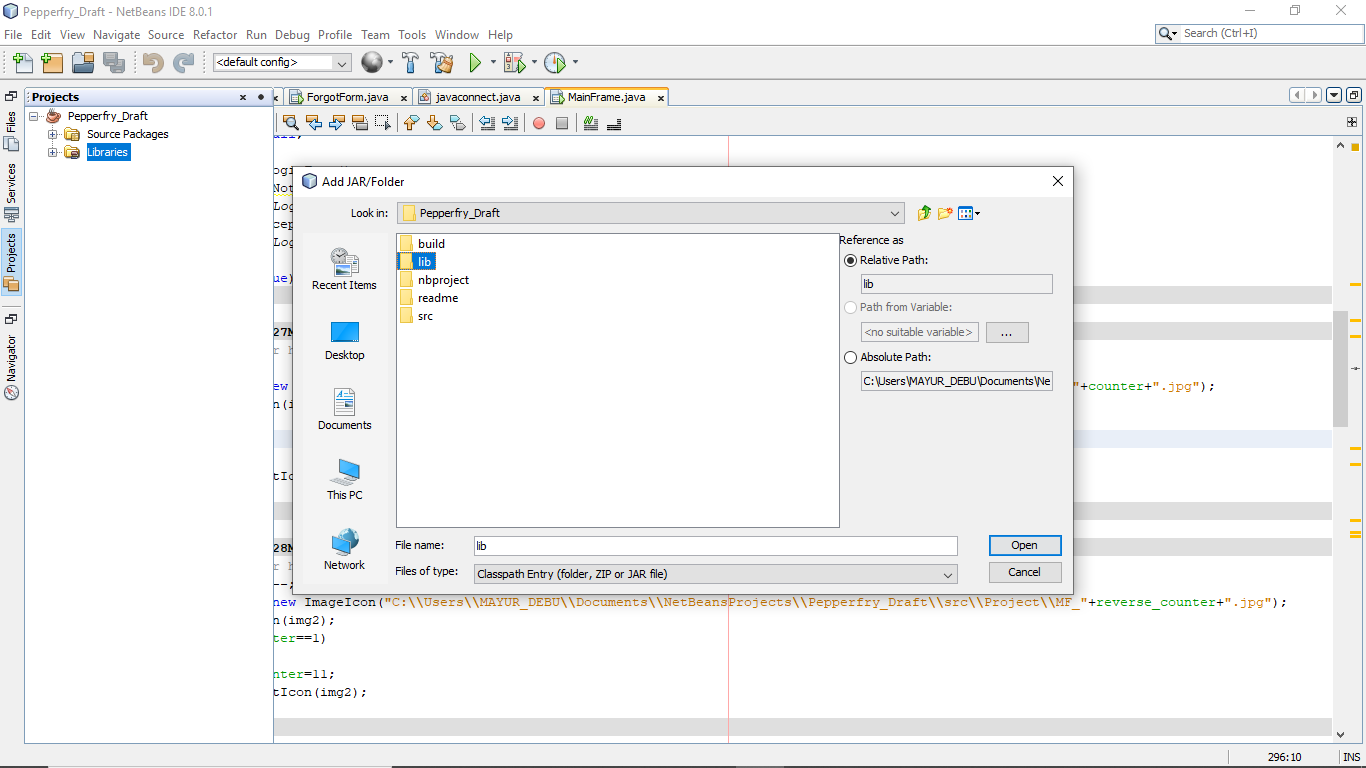 Pepperfry_Draft - NetBeans IDE 8.0.1
File Edit View Navigate Source Refactor Run Debug Profile Team Tools Window Help
Search (Ctrl+I)
<default config>
Projects
ForgotForm.java
javaconnect.java
MainFrame.java
Files
Services
Projects
Navigator
Pepperfry_Draft
Source Packages
Libraries
Add JAR/Folder
Look in:
Pepperfry_Draft
Recent Items
Desktop
Documents
This PC
Network
build
lib
nbproject
readme
src
Reference as
Relative Path:
lib
Path from Variable:
<no suitable variable>
...
Absolute Path:
C:\Users\MAYUR_DEBU\Documents\Ne
File name:
lib
Open
Files of type:
Classpath Entry (folder, ZIP or JAR file)
Cancel
"+counter+".jpg");
--;
new ImageIcon("C:\\Users\\MAYUR_DEBU\\Documents\\NetBeansProjects\\Pepperfry_Draft\\src\\Project\\MF_"+reverse_counter+".jpg");
n(img2);
ter==1)
nter=11;
tIcon(img2);
296:10
INS